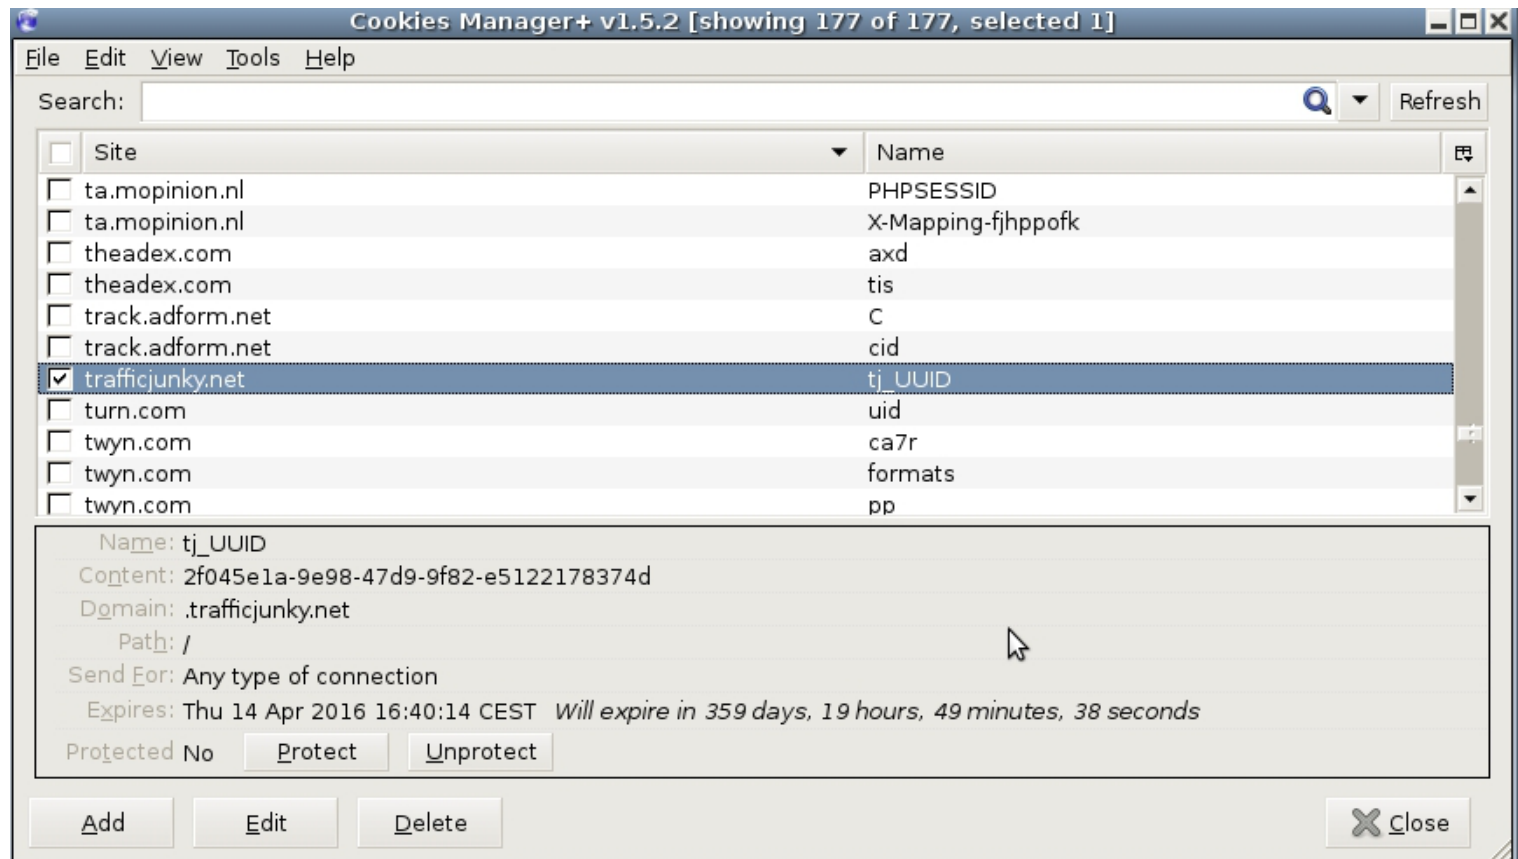 Cookies Manager+ v1.5.2 [showing 177 of 177, selected 1]
File Edit View Tools Help
Search: Refresh
Site Name
ta.mopinion.nl PHPSESSID
ta.mopinion.nl X-Mapping-fjhppofk
theadex.com axd
theadex.com tis
track.adform.net C
track.adform.net cid
trafficjunky.net tj_UUID
turn.com uid
twyn.com ca7r
twyn.com formats
twyn.com pp
Name: tj_UUID
Content: 2f045e1a-9e98-47d9-9f82-e5122178374d
Domain: .trafficjunky.net
Path: /
Send For: Any type of connection
Expires: Thu 14 Apr 2016 16:40:14 CEST Will expire in 359 days, 19 hours, 49 minutes, 38 seconds
Protected No Protect Unprotect
Add Edit Delete Close